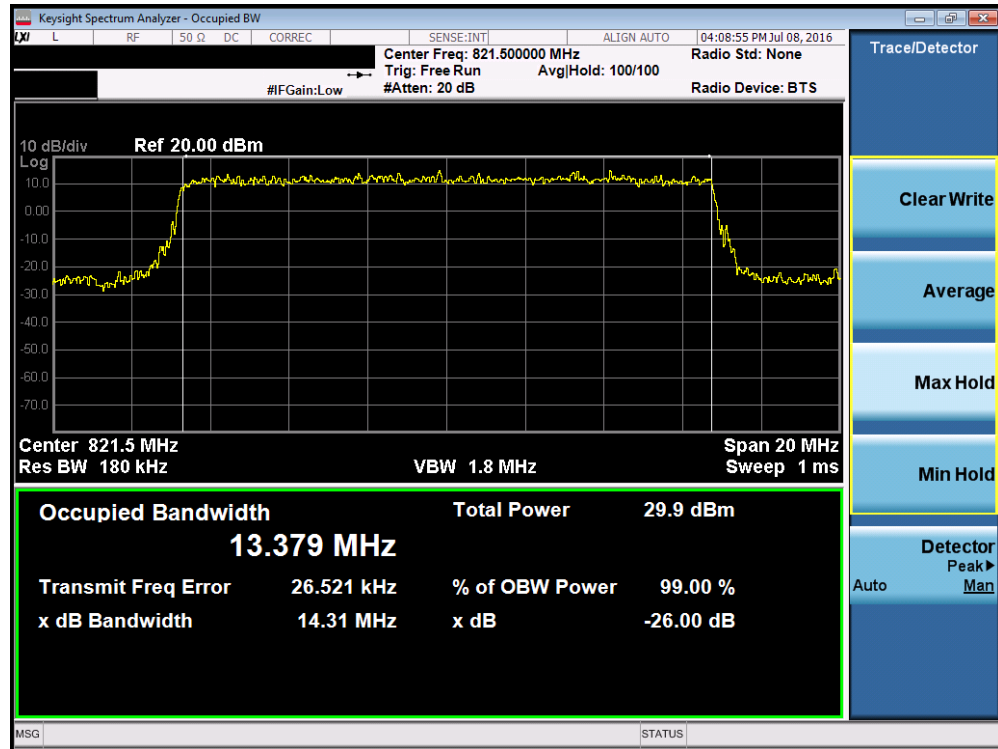 Keysight Spectrum Analyzer - Occupied BW
LXI L RF 50 Ω DC CORREC SENSE:INT ALIGN AUTO 04:08:55 PM Jul 08, 2016
Center Freq: 821.500000 MHz Radio Std: None
Trig: Free Run Avg|Hold: 100/100
#IFGain:Low #Atten: 20 dB Radio Device: BTS
10 dB/div Ref 20.00 dBm
Log
10.0
0.00
-10.0
-20.0
-30.0
-40.0
-50.0
-60.0
-70.0
Center 821.5 MHz Span 20 MHz
Res BW 180 kHz VBW 1.8 MHz Sweep 1 ms
Occupied Bandwidth Total Power 29.9 dBm
13.379 MHz
Transmit Freq Error 26.521 kHz % of OBW Power 99.00 %
x dB Bandwidth 14.31 MHz x dB -26.00 dB
MSG STATUS
Trace/Detector
Clear Write
Average
Max Hold
Min Hold
Detector
Peak▶
Auto Man